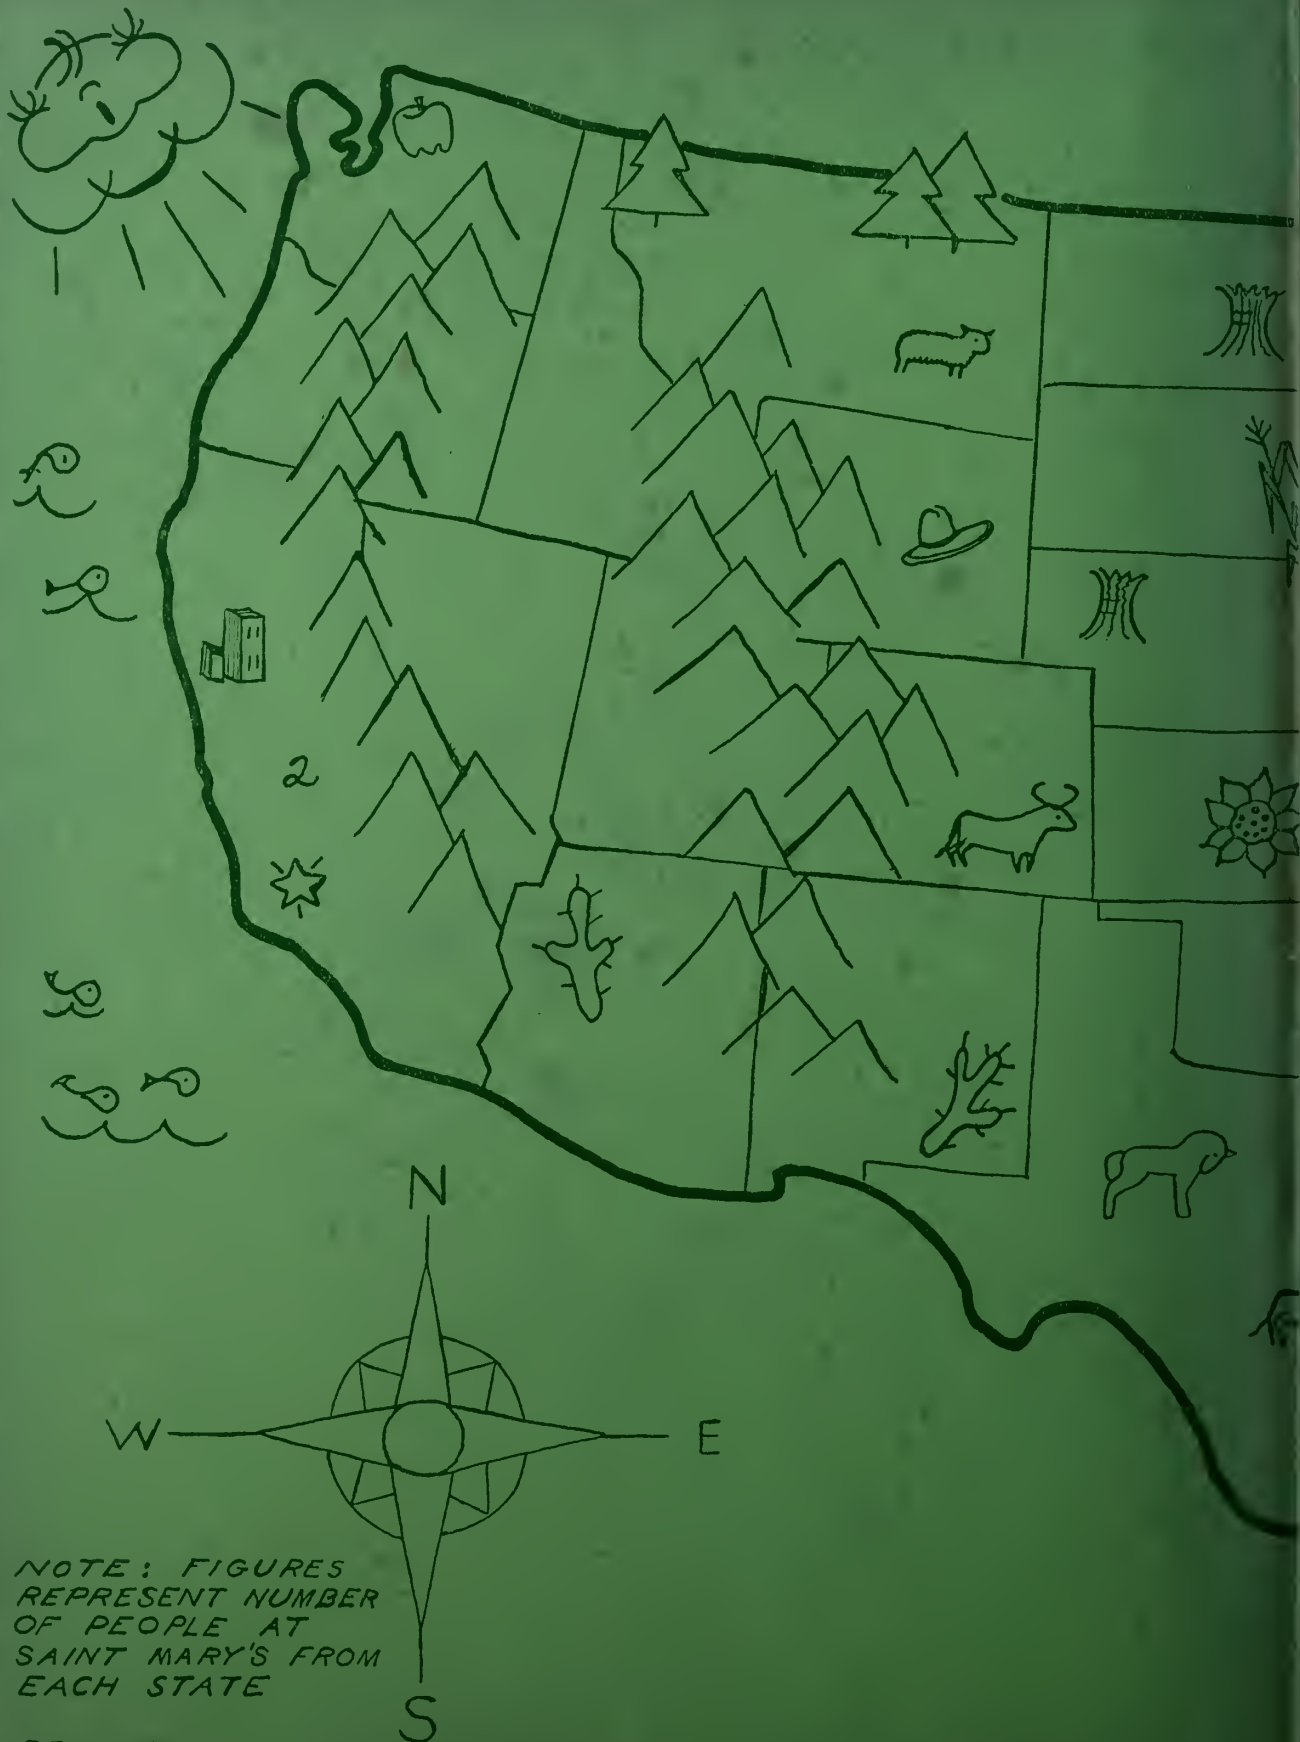 2
N
W
E
S
NOTE: FIGURES
REPRESENT NUMBER
OF PEOPLE AT
SAINT MARY'S FROM
EACH STATE